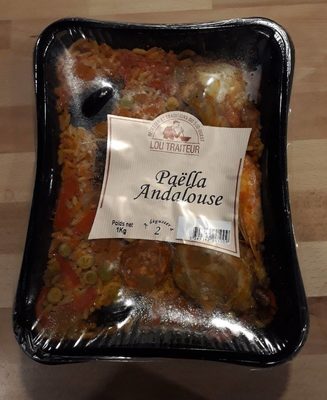 LOU TRAITEUR
Paëlla
Andalouse
Poids net
1Kg
2